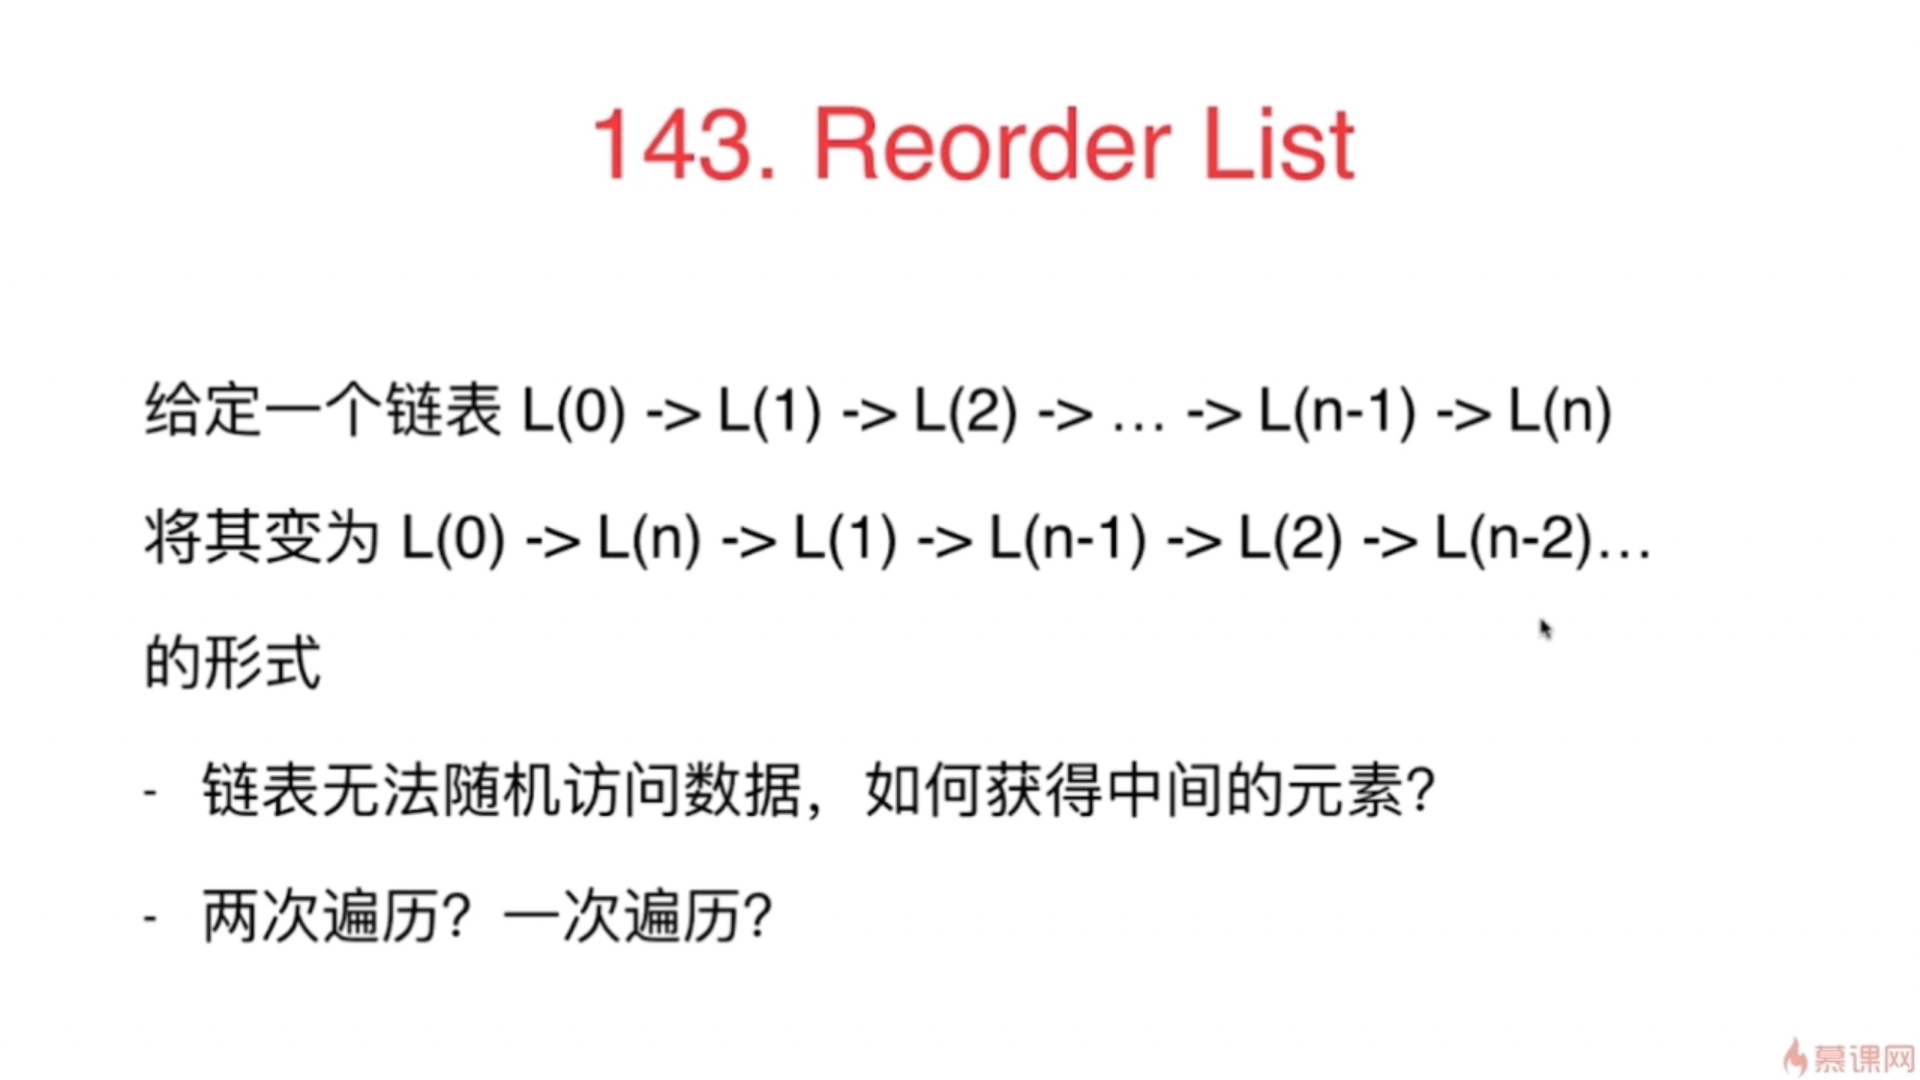 143. Reorder List
给定一个链表 L(0) -> L(1) -> L(2) -> … -> L(n-1) -> L(n)
将其变为 L(0) -> L(n) -> L(1) -> L(n-1) -> L(2) -> L(n-2)…
的形式
- 链表无法随机访问数据，如何获得中间的元素？
- 两次遍历？一次遍历？
慕课网